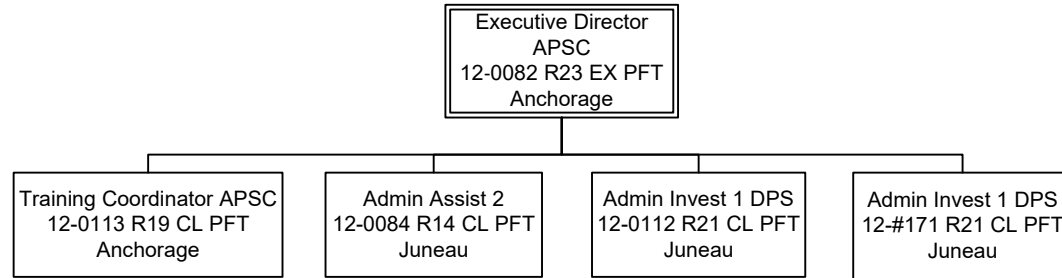 Executive Director
APSC
12-0082 R23 EX PFT
Anchorage
Training Coordinator APSC
12-0113 R19 CL PFT
Anchorage
Admin Assist 2
12-0084 R14 CL PFT
Juneau
Admin Invest 1 DPS
12-0112 R21 CL PFT
Juneau
Admin Invest 1 DPS
12-#171 R21 CL PFT
Juneau